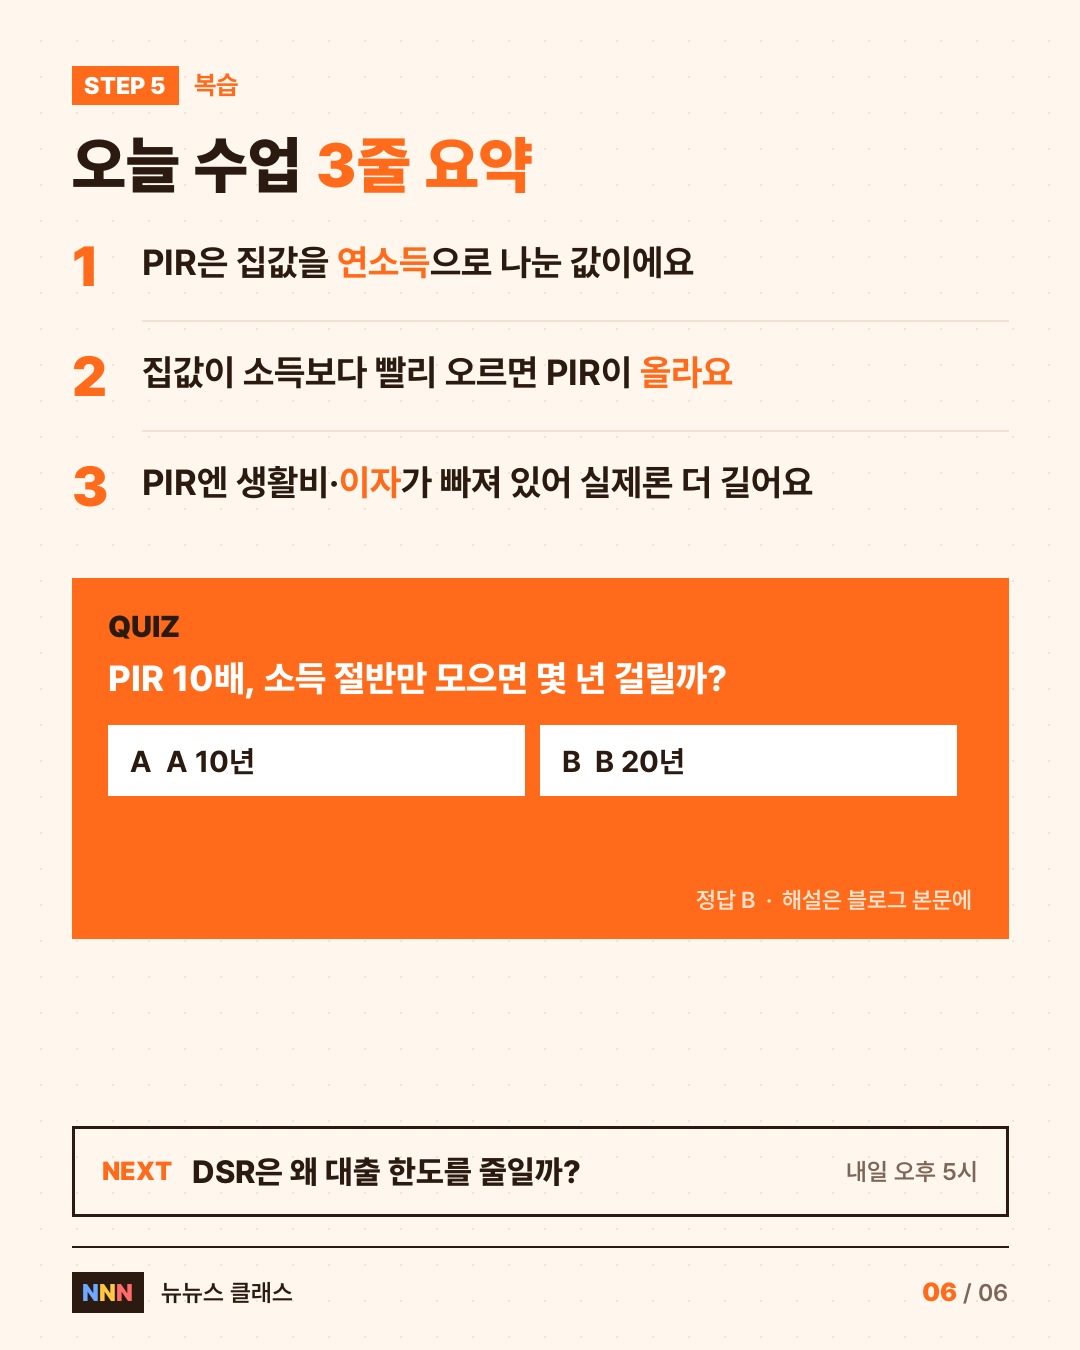 STEP 5 복습
오늘 수업 3줄 요약
1 PIR은 집값을 연소득으로 나눈 값이에요
2 집값이 소득보다 빨리 오르면 PIR이 올라요
3 PIR엔 생활비·이자가 빠져 있어 실제론 더 길어요
QUIZ
PIR 10배, 소득 절반만 모으면 몇 년 걸릴까?
A A 10년
B B 20년
정답 B · 해설은 블로그 본문에
NEXT DSR은 왜 대출 한도를 줄일까? 내일 오후 5시
NNN 뉴뉴스 클래스 06 / 06